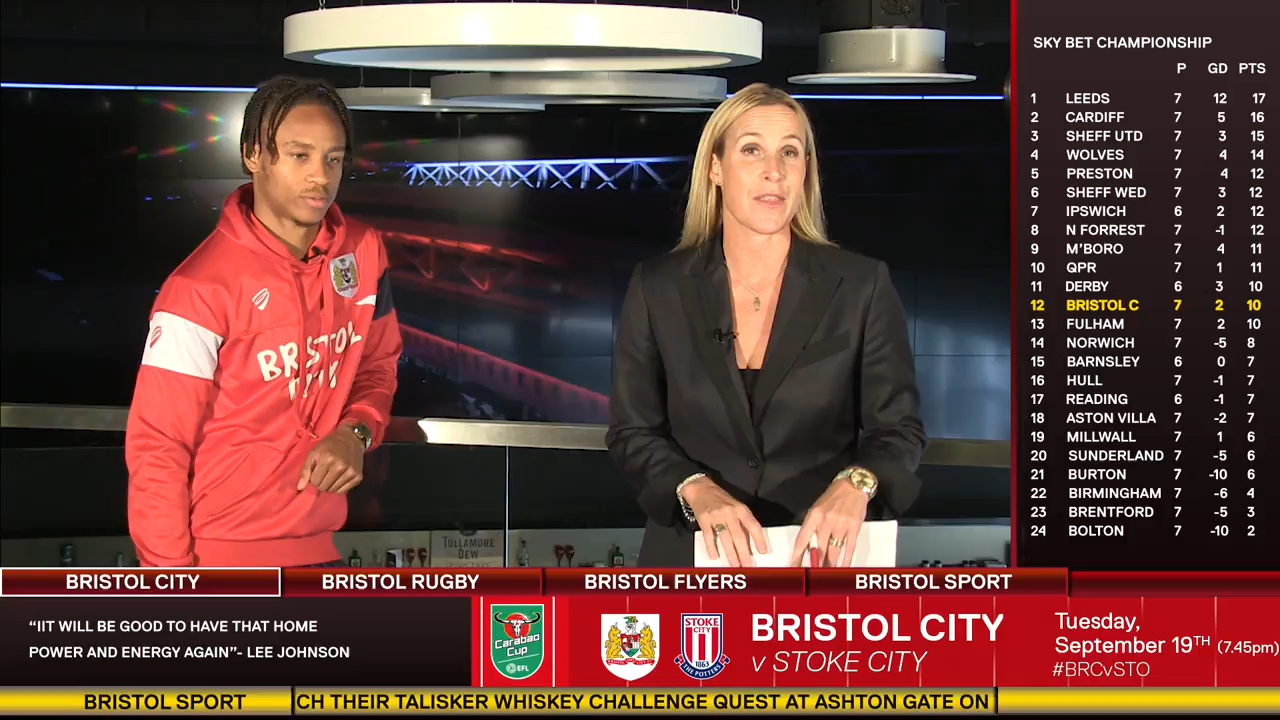 SKY BET CHAMPIONSHIP
P GD PTS
1 LEEDS 7 12 17
2 CARDIFF 7 5 16
3 SHEFF UTD 7 3 15
4 WOLVES 7 4 14
5 PRESTON 7 4 12
6 SHEFF WED 7 3 12
7 IPSWICH 6 2 12
8 N FORREST 7 -1 12
9 M'BORO 7 4 11
10 QPR 7 1 11
11 DERBY 6 3 10
12 BRISTOL C 7 2 10
13 FULHAM 7 2 10
14 NORWICH 7 -5 8
15 BARNSLEY 6 0 7
16 HULL 7 -1 7
17 READING 6 -1 7
18 ASTON VILLA 7 -2 7
19 MILLWALL 7 1 6
20 SUNDERLAND 7 -5 6
21 BURTON 7 -10 6
22 BIRMINGHAM 7 -6 4
23 BRENTFORD 7 -5 3
24 BOLTON 7 -10 2
BRISTOL
TULLAMORE
DEW
BRISTOL CITY BRISTOL RUGBY BRISTOL FLYERS BRISTOL SPORT
“IIT WILL BE GOOD TO HAVE THAT HOME
POWER AND ENERGY AGAIN”- LEE JOHNSON
Carabao
Cup
EFL
STOKE
CITY
1863
THE POTTERS
BRISTOL CITY
v STOKE CITY
Tuesday,
September 19TH (7.45pm)
#BRCvSTO
BRISTOL SPORT CH THEIR TALISKER WHISKEY CHALLENGE QUEST AT ASHTON GATE ON